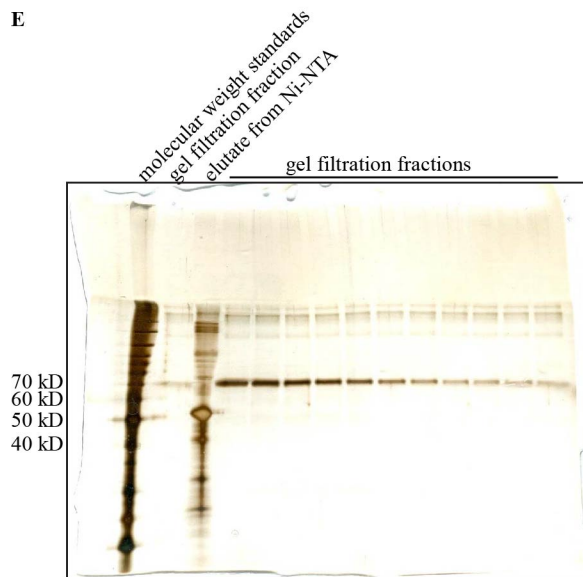 E
molecular weight standards
gel filtration fraction
elutate from Ni-NTA
gel filtration fractions
70 kD
60 kD
50 kD
40 kD